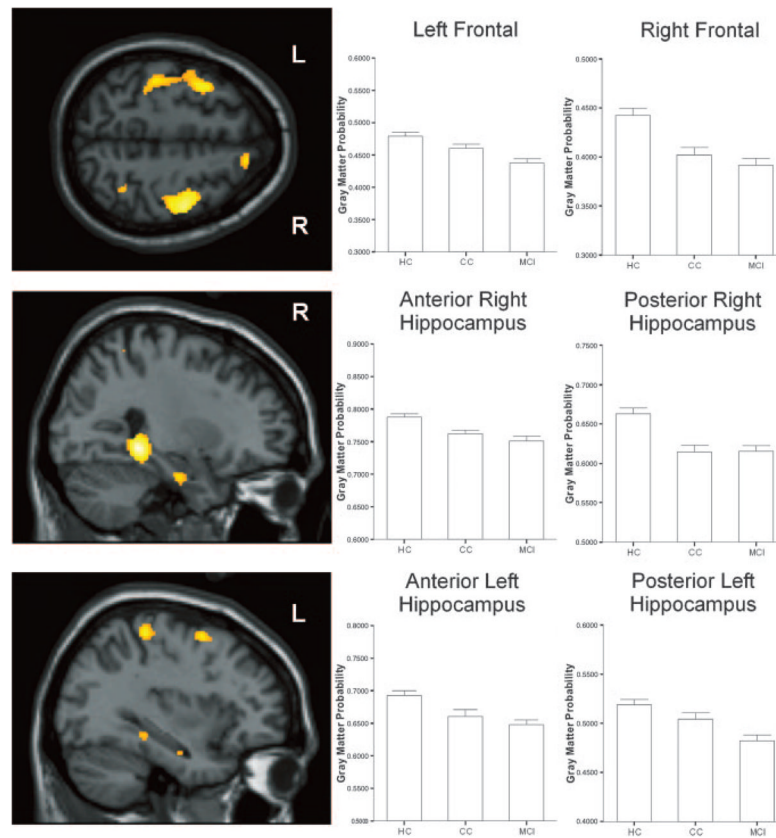 L
R
Left Frontal
Gray Matter Probability
0.6000
0.5500
0.5000
0.4500
0.4000
0.3500
0.3000
HC CC MCI
Right Frontal
Gray Matter Probability
0.5000
0.4500
0.4000
0.3500
0.3000
HC CC MCI
R
Anterior Right
Hippocampus
Gray Matter Probability
0.9000
0.8500
0.8000
0.7500
0.7000
0.6500
0.6000
HC CC MCI
Posterior Right
Hippocampus
Gray Matter Probability
0.7500
0.7000
0.6500
0.6000
0.5500
0.5000
HC CC MCI
L
Anterior Left
Hippocampus
Gray Matter Probability
0.8000
0.7500
0.7000
0.6500
0.6000
0.5500
0.5000
HC CC MCI
Posterior Left
Hippocampus
Gray Matter Probability
0.6000
0.5500
0.5000
0.4500
0.4000
HC CC MCI